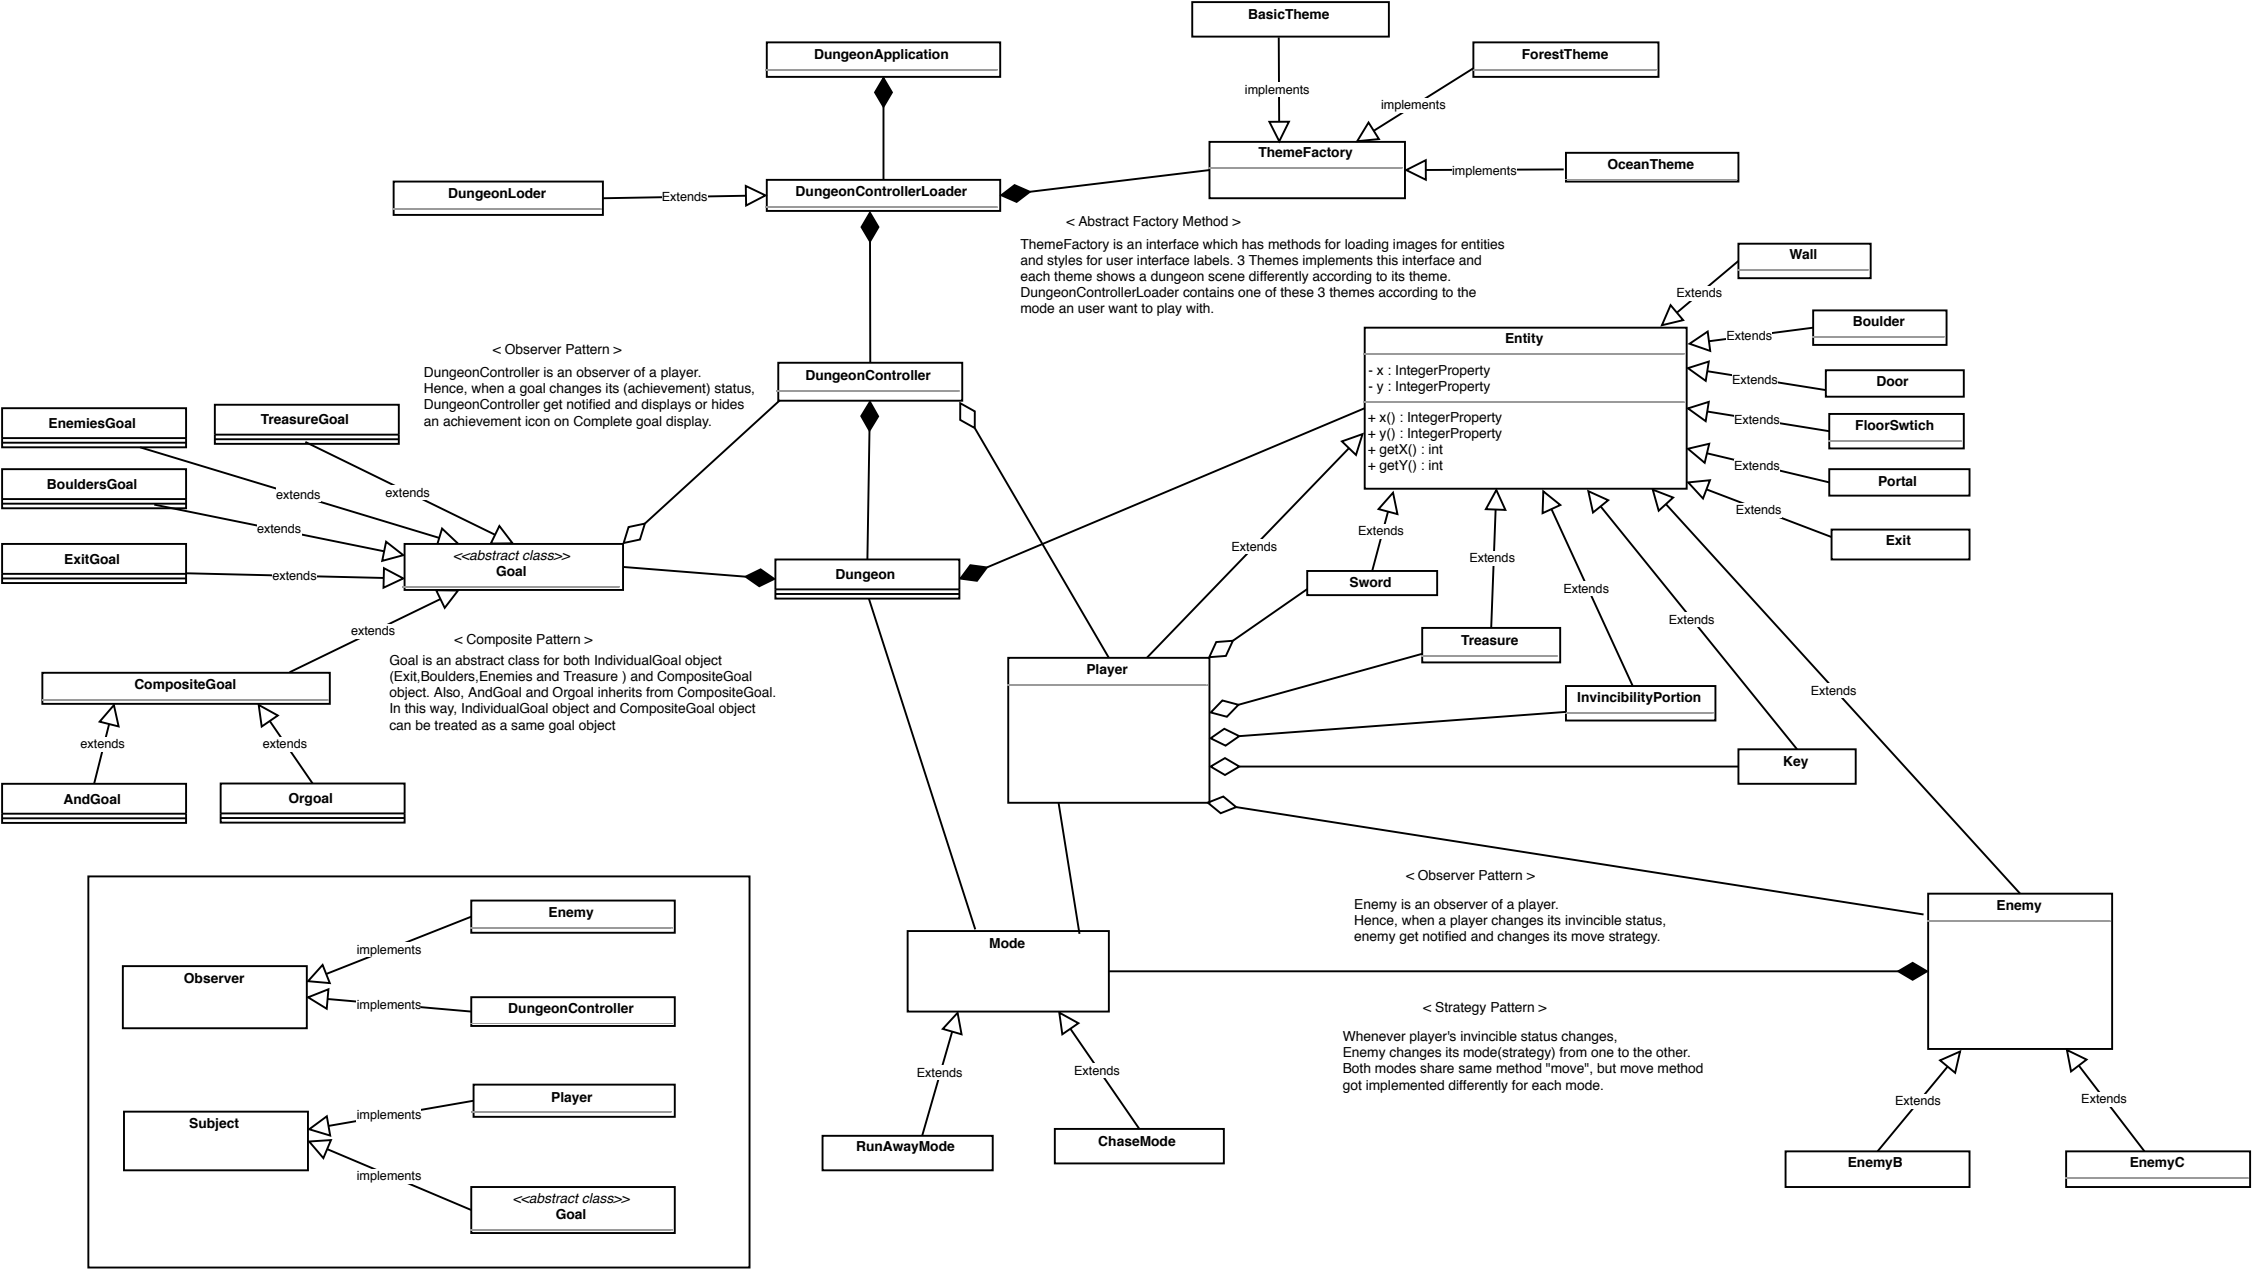 BasicTheme
DungeonApplication
ForestTheme
implements
implements
ThemeFactory
OceanTheme
implements
DungeonLoder
Extends
DungeonControllerLoader
< Abstract Factory Method >
ThemeFactory is an interface which has methods for loading images for entities
and styles for user interface labels. 3 Themes implements this interface and
each theme shows a dungeon scene differently according to its theme.
DungeonControllerLoader contains one of these 3 themes according to the
mode an user want to play with.
Wall
Extends
Boulder
Extends
Door
Extends
FloorSwtich
Extends
Portal
Extends
Exit
Extends
Entity
- x : IntegerProperty
- y : IntegerProperty
+ x() : IntegerProperty
+ y() : IntegerProperty
+ getX() : int
+ getY() : int
< Observer Pattern >
DungeonController is an observer of a player.
Hence, when a goal changes its (achievement) status,
DungeonController get notified and displays or hides
an achievement icon on Complete goal display.
DungeonController
EnemiesGoal
TreasureGoal
BouldersGoal
extends
extends
extends
ExitGoal
extends
<<abstract class>>
Goal
Dungeon
extends
< Composite Pattern >
Goal is an abstract class for both IndividualGoal object
(Exit,Boulders,Enemies and Treasure ) and CompositeGoal
object. Also, AndGoal and Orgoal inherits from CompositeGoal.
In this way, IndividualGoal object and CompositeGoal object
can be treated as a same goal object
CompositeGoal
extends
extends
AndGoal
Orgoal
Extends
Extends
Extends
Extends
Extends
Extends
Sword
Treasure
InvincibilityPortion
Key
Player
< Observer Pattern >
Enemy is an observer of a player.
Hence, when a player changes its invincible status,
enemy get notified and changes its move strategy.
Enemy
Mode
< Strategy Pattern >
Whenever player's invincible status changes,
Enemy changes its mode(strategy) from one to the other.
Both modes share same method "move", but move method
got implemented differently for each mode.
Extends
Extends
RunAwayMode
ChaseMode
Extends
Extends
EnemyB
EnemyC
Enemy
implements
Observer
implements
DungeonController
Player
implements
Subject
implements
<<abstract class>>
Goal